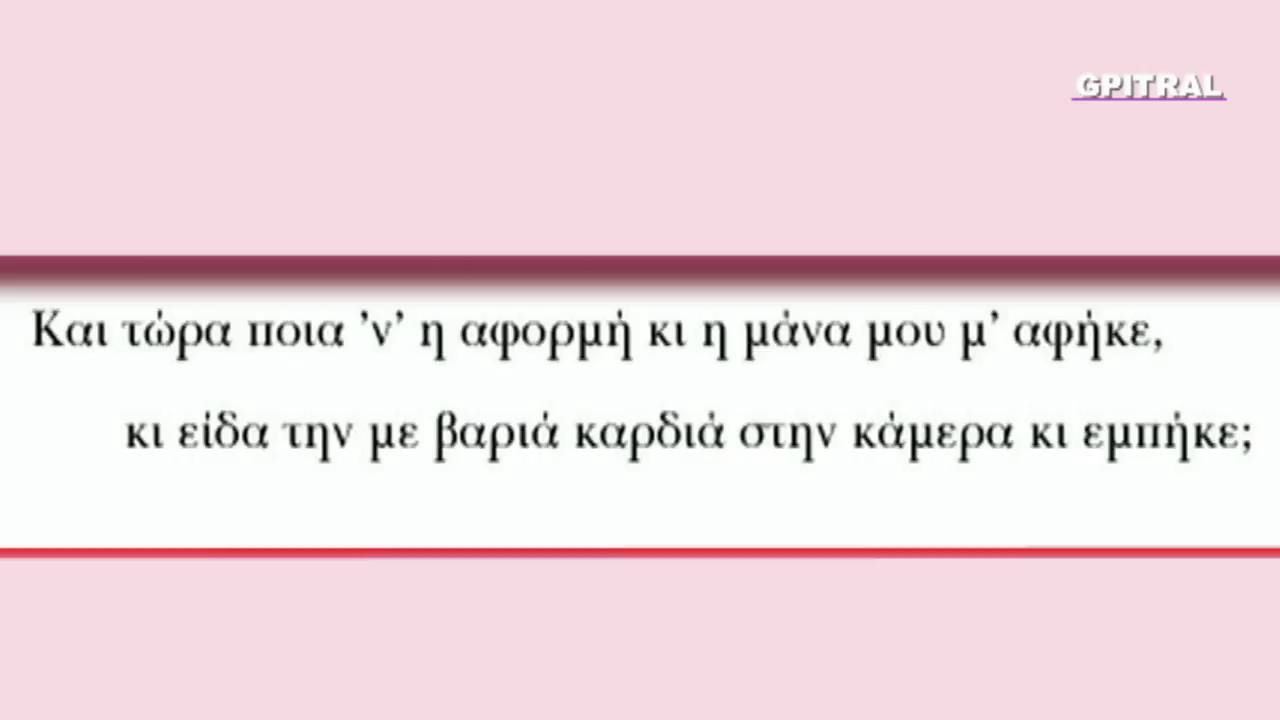 GPITRAL
Και τώρα ποια ’ν’ η αφορμή κι η μάνα μου μ’ αφήκε,
κι είδα την με βαριά καρδιά στην κάμερα κι εμπήκε;